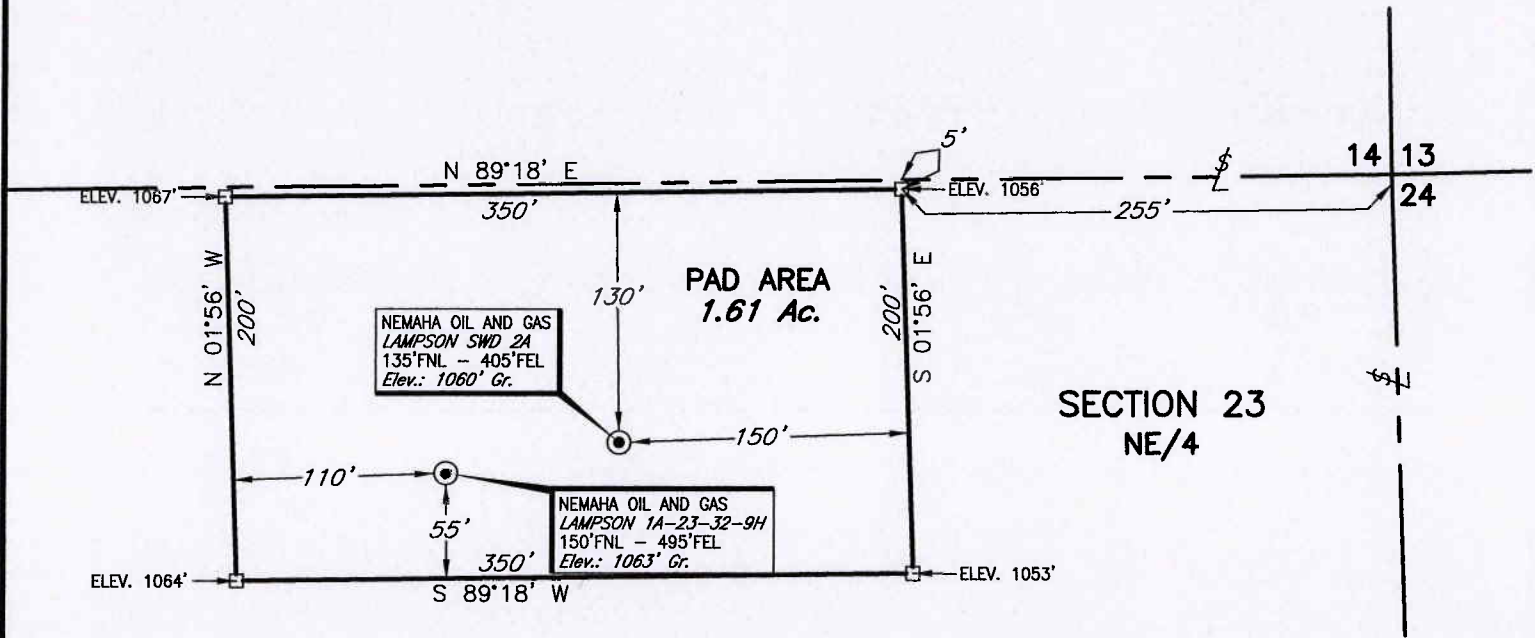 5'
N 89°18' E
14 13
ELEV. 1067'
ELEV. 1056'
24
350'
255'
N 01°56' W
200'
130'
PAD AREA
1.61 Ac.
200'
S 01°56' E
NEMAHA OIL AND GAS
LAMPSON SWD 2A
135'FNL - 405'FEL
Elev.: 1060' Gr.
SECTION 23
NE/4
150'
110'
NEMAHA OIL AND GAS
LAMPSON 1A-23-32-9H
150'FNL - 495'FEL
Elev.: 1063' Gr.
55'
350'
ELEV. 1064'
ELEV. 1053'
S 89°18' W